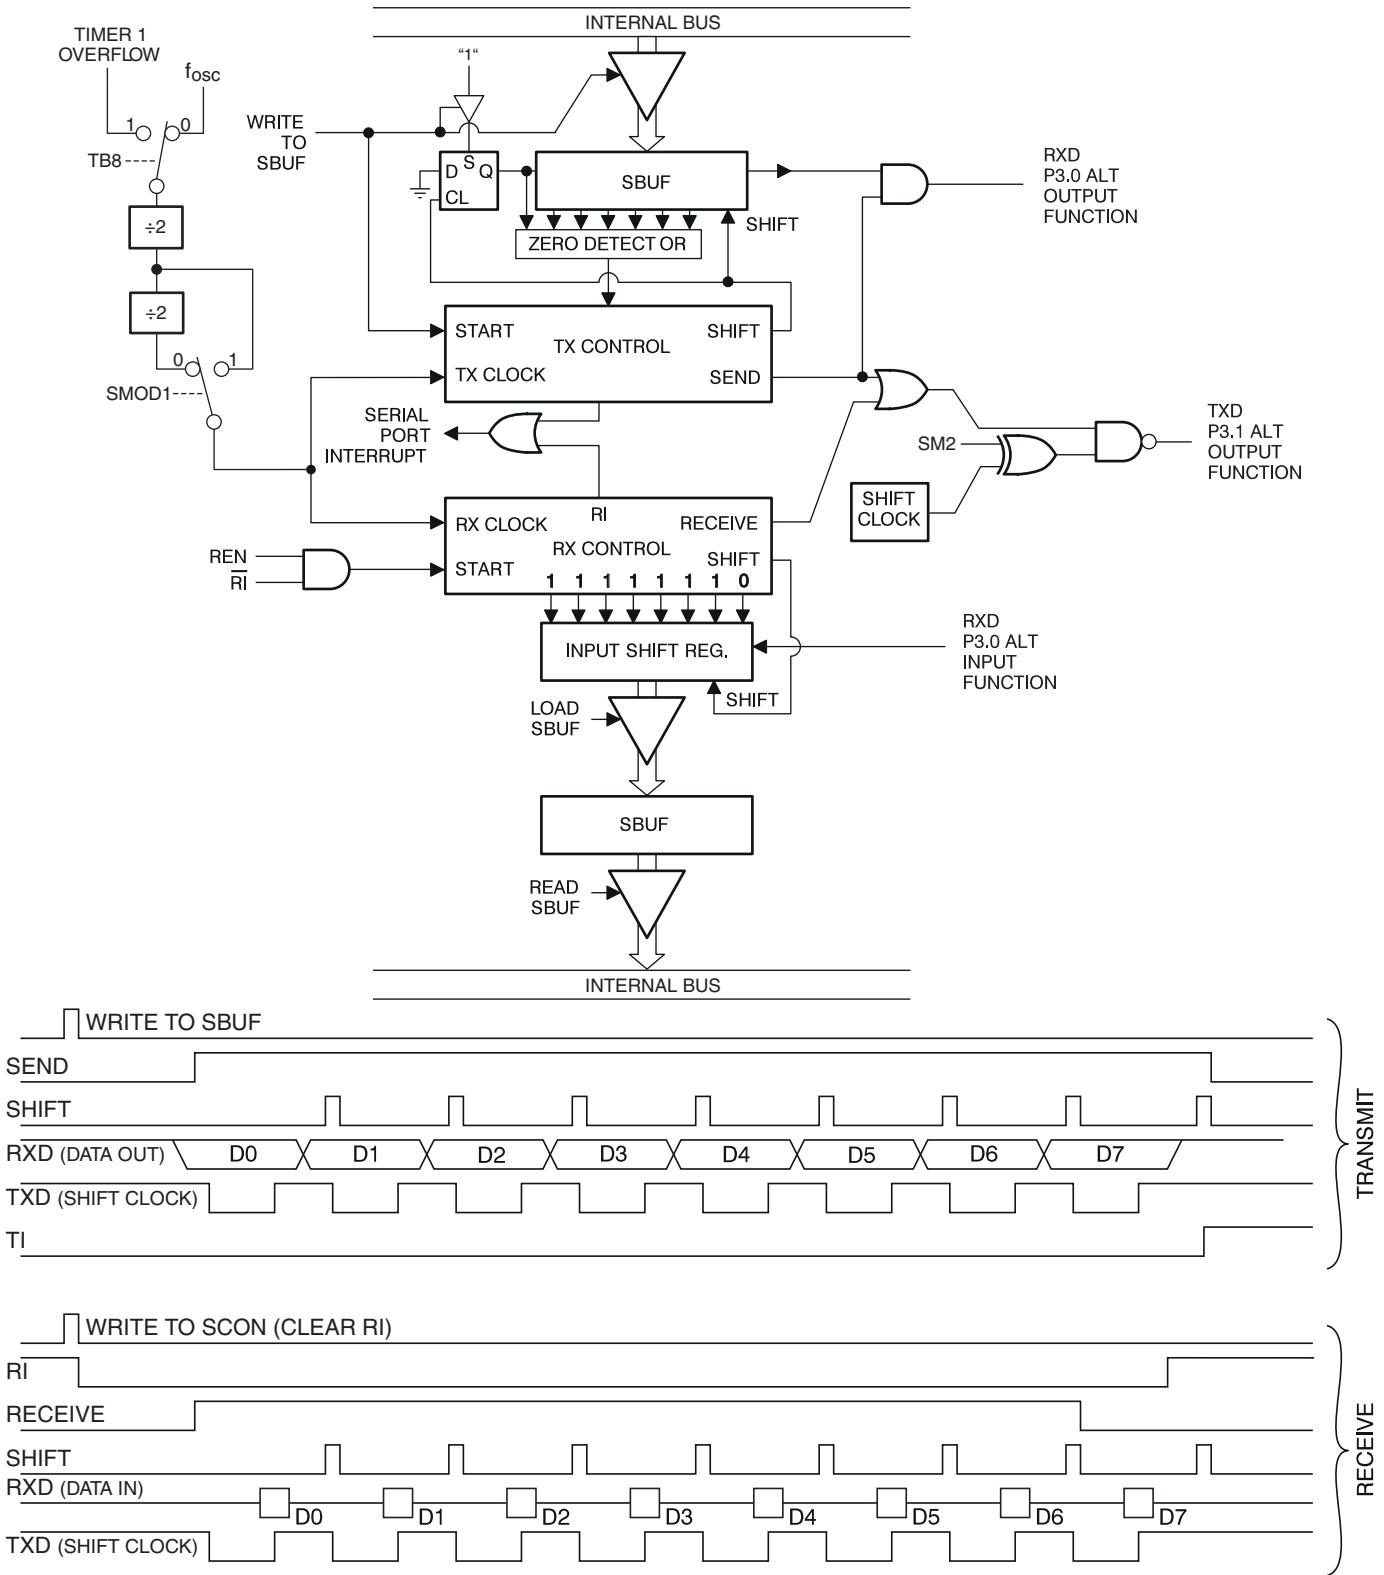 INTERNAL BUS
TIMER 1
OVERFLOW
fosc
"1"
1
0
TB8
WRITE
TO
SBUF
D
S
Q
CL
SBUF
SHIFT
RXD
P3.0 ALT
OUTPUT
FUNCTION
÷2
ZERO DETECT OR
÷2
START
SHIFT
TX CONTROL
TX CLOCK
SEND
0
1
SMOD1
SERIAL
PORT
INTERRUPT
SM2
TXD
P3.1 ALT
OUTPUT
FUNCTION
SHIFT
CLOCK
RI
RX CLOCK
RECEIVE
RX CONTROL
SHIFT
START
REN
RI
1 1 1 1 1 1 1 0
INPUT SHIFT REG.
RXD
P3.0 ALT
INPUT
FUNCTION
SHIFT
LOAD
SBUF
SBUF
READ
SBUF
INTERNAL BUS
WRITE TO SBUF
SEND
SHIFT
RXD (DATA OUT)
D0 D1 D2 D3 D4 D5 D6 D7
TXD (SHIFT CLOCK)
TI
TRANSMIT
WRITE TO SCON (CLEAR RI)
RI
RECEIVE
SHIFT
RXD (DATA IN)
D0 D1 D2 D3 D4 D5 D6 D7
TXD (SHIFT CLOCK)
RECEIVE